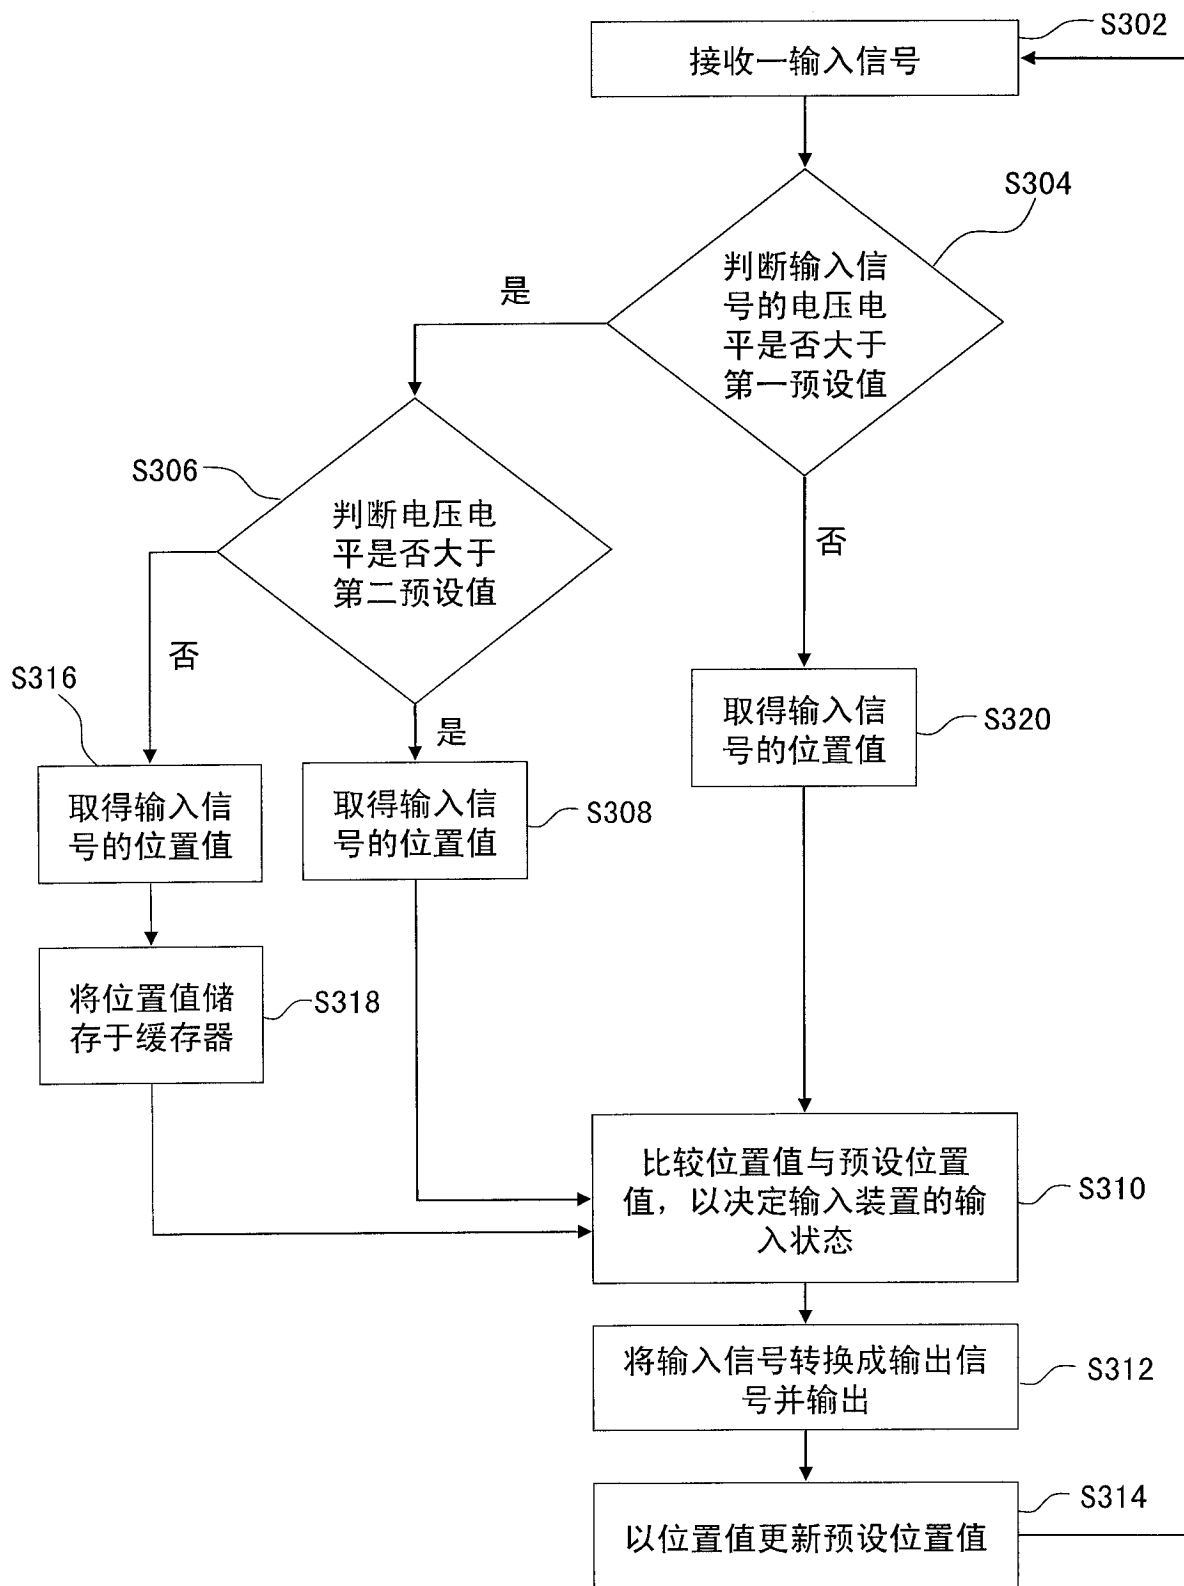 S302
接收一输入信号
S304
判断输入信
号的电压电
平是否大于
第一预设值
是
S306
判断电压电
平是否大于
第二预设值
否
否
S316
是
取得输入信
号的位置值
S320
取得输入信
号的位置值
取得输入信
号的位置值
S308
将位置值储
存于缓存器
S318
比较位置值与预设位置
值，以决定输入装置的输
入状态
S310
将输入信号转换成输出信
号并输出
S312
以位置值更新预设位置值
S314